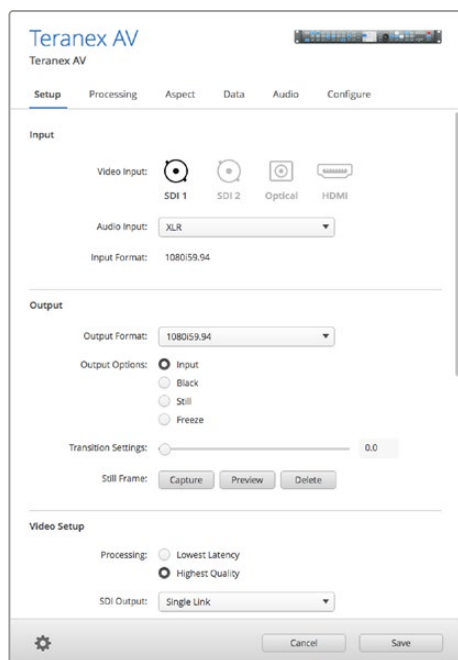 Teranex AV
Teranex AV
Setup Processing Aspect Data Audio Configure
Input
Video Input:
SDI 1 SDI 2 Optical HDMI
Audio Input: XLR
Input Format: 1080i59.94
Output
Output Format: 1080i59.94
Output Options: Input
Black
Still
Freeze
Transition Settings: 0.0
Still Frame: Capture Preview Delete
Video Setup
Processing: Lowest Latency
Highest Quality
SDI Output: Single Link
Cancel Save